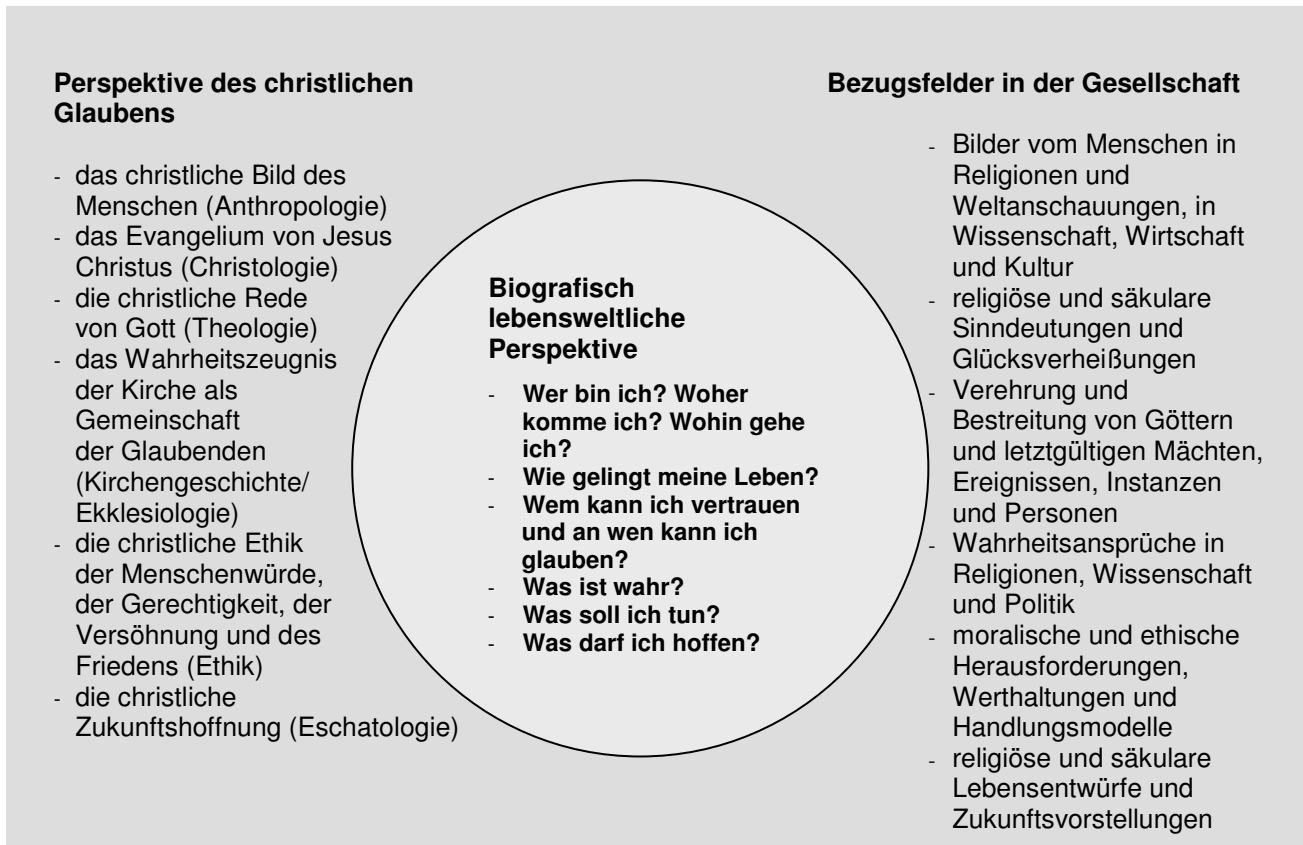 Perspektive des christlichen
Glaubens
- das christliche Bild des
Menschen (Anthropologie)
- das Evangelium von Jesus
Christus (Christologie)
- die christliche Rede
von Gott (Theologie)
- das Wahrheitszeugnis
der Kirche als
Gemeinschaft
der Glaubenden
(Kirchengeschichte/
Ekklesiologie)
- die christliche Ethik
der Menschenwürde,
der Gerechtigkeit, der
Versöhnung und des
Friedens (Ethik)
- die christliche
Zukunftshoffnung (Eschatologie)
Biografisch
lebensweltliche
Perspektive
- Wer bin ich? Woher
komme ich? Wohin gehe
ich?
- Wie gelingt meine Leben?
- Wem kann ich vertrauen
und an wen kann ich
glauben?
- Was ist wahr?
- Was soll ich tun?
- Was darf ich hoffen?
Bezugsfelder in der Gesellschaft
- Bilder vom Menschen in
Religionen und
Weltanschauungen, in
Wissenschaft, Wirtschaft
und Kultur
- religiöse und säkulare
Sinndeutungen und
Glücksverheißungen
- Verehrung und
Bestreitung von Göttern
und letztgültigen Mächten,
Ereignissen, Instanzen
und Personen
- Wahrheitsansprüche in
Religionen, Wissenschaft
und Politik
- moralische und ethische
Herausforderungen,
Werthaltungen und
Handlungsmodelle
- religiöse und säkulare
Lebensentwürfe und
Zukunftsvorstellungen